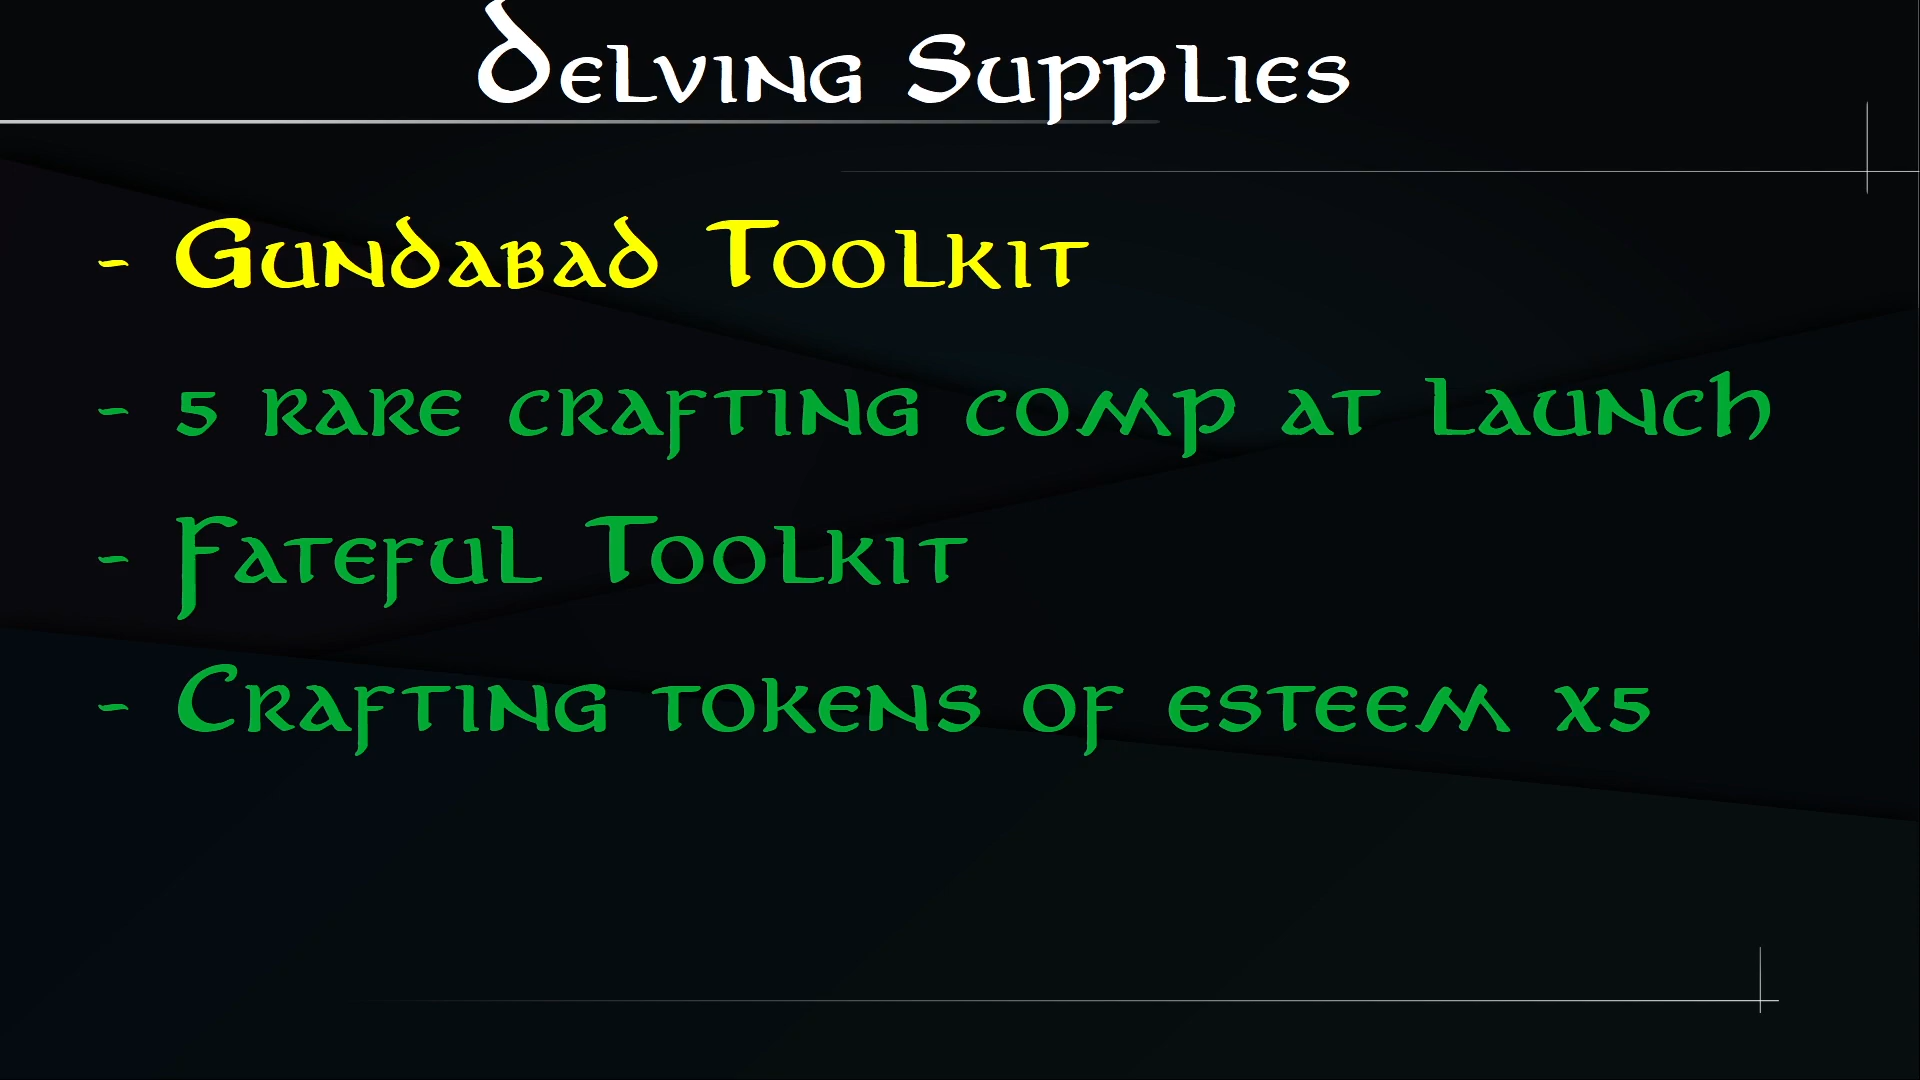 Delving Supplies
- Gundabad Toolkit
- 5 rare crafting comp at launch
- Fateful Toolkit
- Crafting tokens of esteem x5